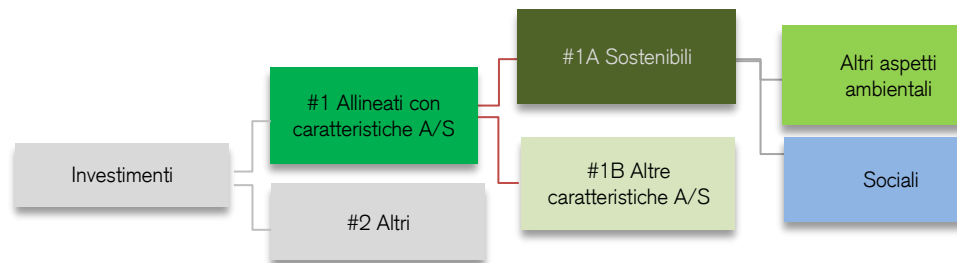 Investimenti
#1 Allineati con
caratteristiche A/S
#2 Altri
#1A Sostenibili
#1B Altre
caratteristiche A/S
Altri aspetti
ambientali
Sociali